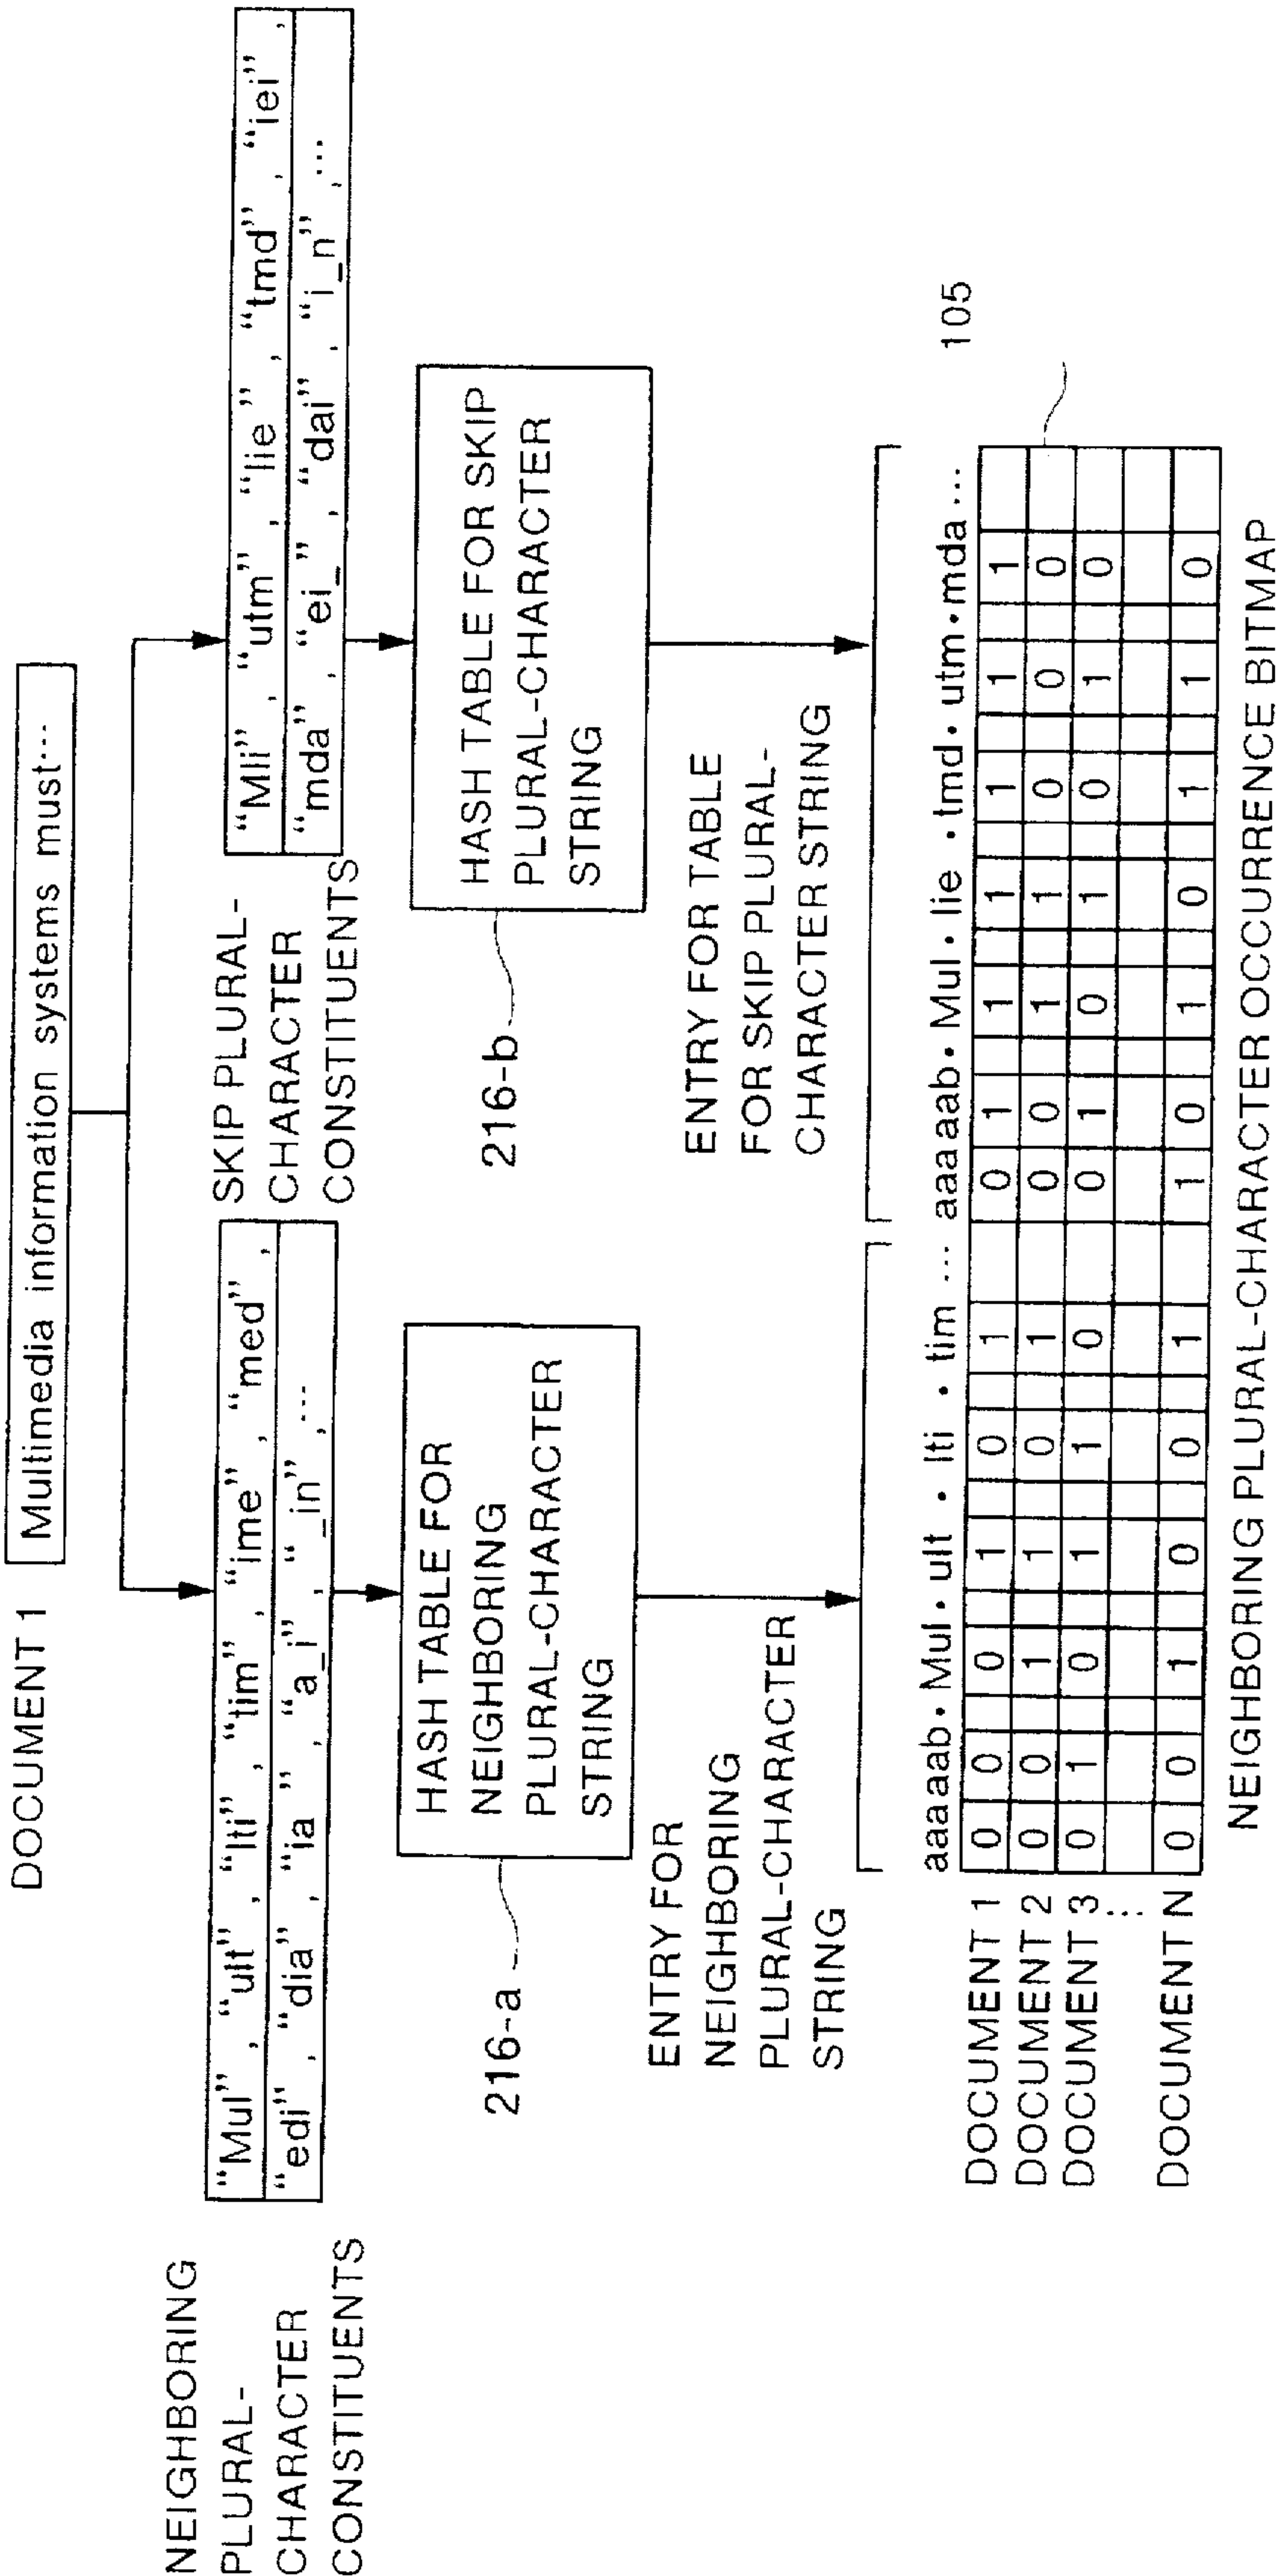 DOCUMENT 1
Multimedia information systems must···
NEIGHBORING
PLURAL-
CHARACTER
CONSTITUENTS
“Mul” , “ult” , “lti” , “tim” , “ime” , “med” ,
“edi” , “dia” , “ia ” , “a_i” , “_in” , ···
SKIP PLURAL-
CHARACTER
CONSTITUENTS
“Mli” , “utm” , “lie ” , “tmd” , “iei” ,
“mda” , “ei_” , “dai” , “i_n” , ···
216-a
HASH TABLE FOR
NEIGHBORING
PLURAL-CHARACTER
STRING
216-b
HASH TABLE FOR SKIP
PLURAL-CHARACTER
STRING
ENTRY FOR
NEIGHBORING
PLURAL-CHARACTER
STRING
ENTRY FOR TABLE
FOR SKIP PLURAL-
CHARACTER STRING
105
aaaaab· Mul · ult · lti · tim ··· aaaaab· Mul · lie ·tmd· utm·mda ···
DOCUMENT 1 0 0 0 1 0 1 0 1 1 1 1 1 1
DOCUMENT 2 0 0 1 1 0 1 0 0 1 1 0 0 0
DOCUMENT 3 0 1 0 1 1 0 0 1 0 1 0 1 0
···
DOCUMENT N 0 0 1 0 0 1 1 0 1 0 1 1 0
NEIGHBORING PLURAL-CHARACTER OCCURRENCE BITMAP